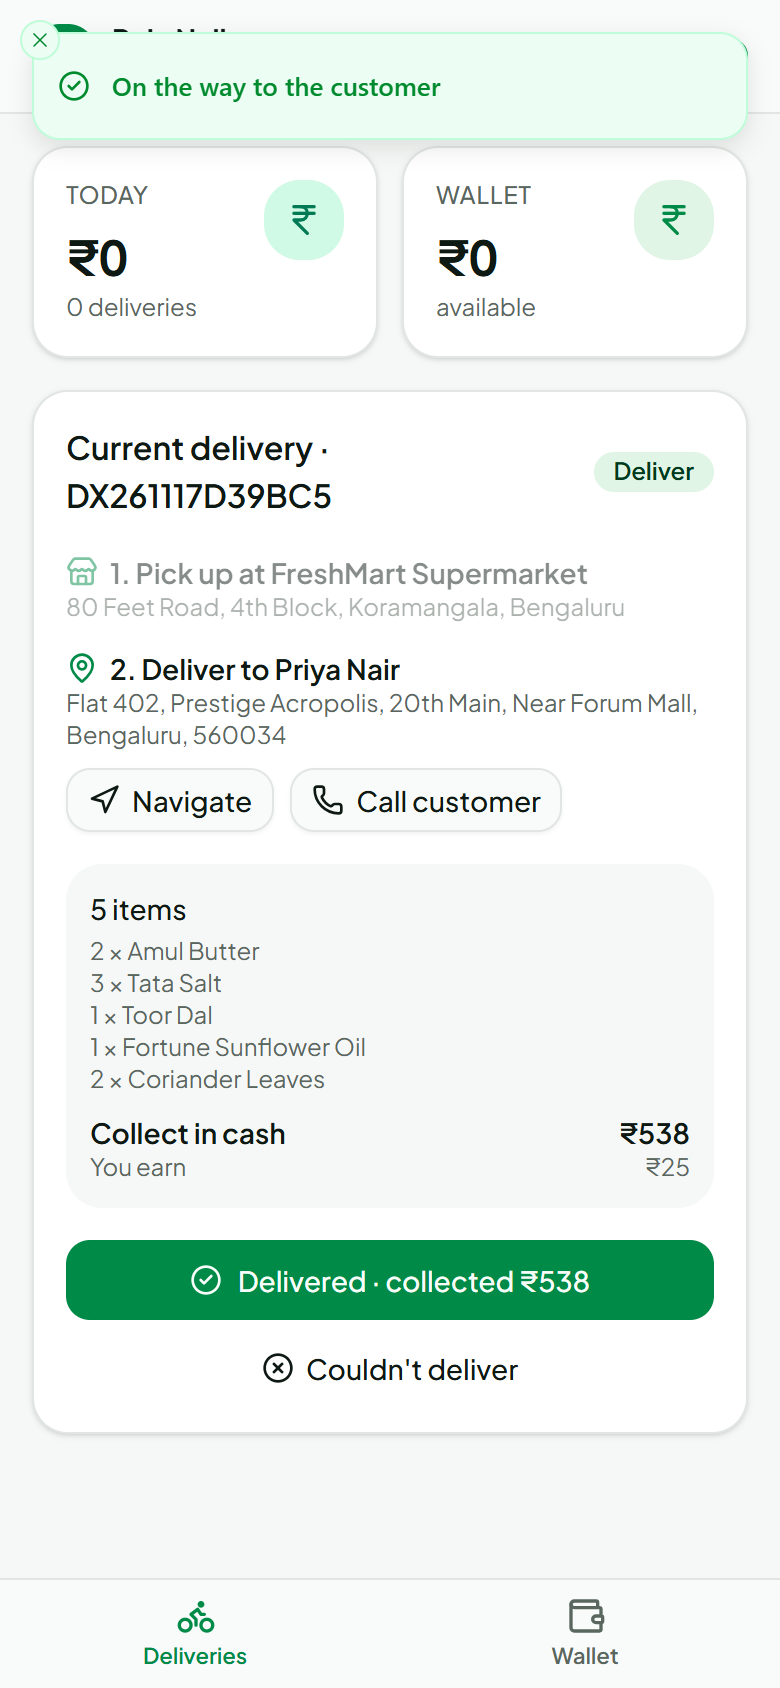 On the way to the customer
TODAY
₹0
0 deliveries
₹
WALLET
₹0
available
₹
Current delivery ·
DX261117D39BC5
Deliver
1. Pick up at FreshMart Supermarket
80 Feet Road, 4th Block, Koramangala, Bengaluru
2. Deliver to Priya Nair
Flat 402, Prestige Acropolis, 20th Main, Near Forum Mall,
Bengaluru, 560034
Navigate
Call customer
5 items
2 × Amul Butter
3 × Tata Salt
1 × Toor Dal
1 × Fortune Sunflower Oil
2 × Coriander Leaves
Collect in cash ₹538
You earn ₹25
Delivered · collected ₹538
Couldn't deliver
Deliveries
Wallet